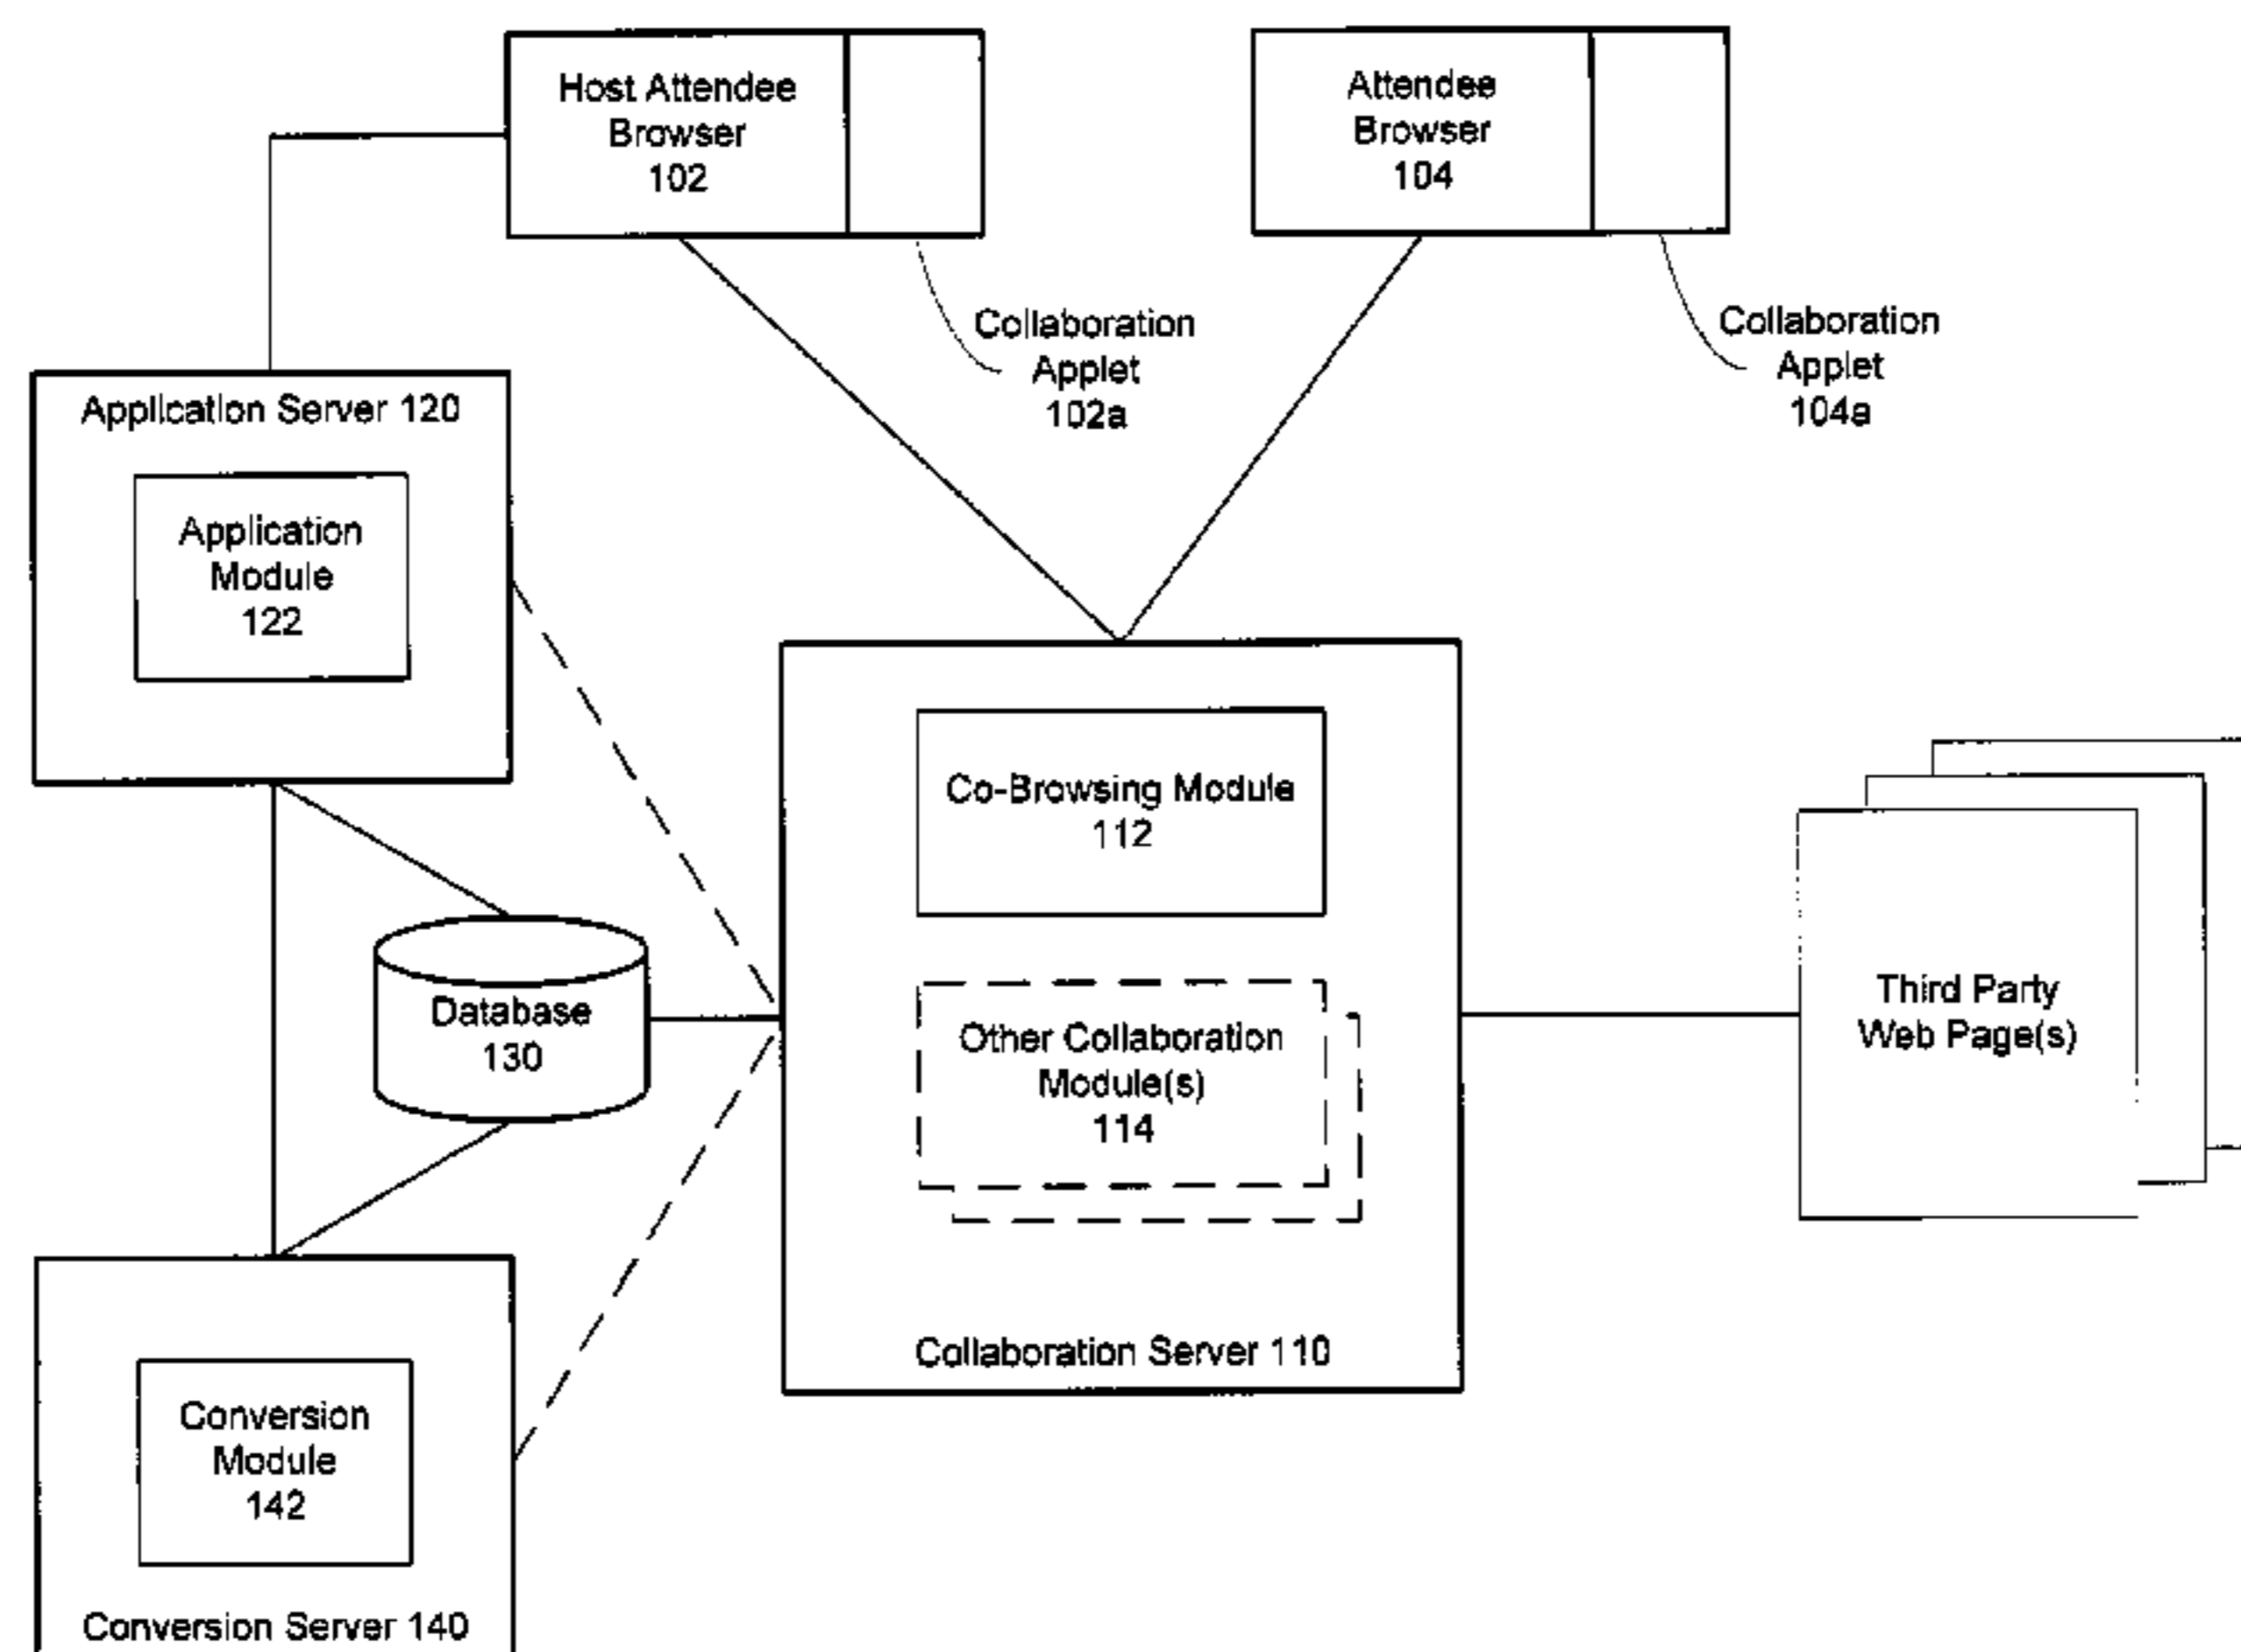 Host Attendee
Browser
102
Attendee
Browser
104
Collaboration
Applet
102a
Collaboration
Applet
104a
Application Server 120
Application
Module
122
Co-Browsing Module
112
Database
130
Other Collaboration
Module(s)
114
Third Party
Web Page(s)
Collaboration Server 110
Conversion
Module
142
Conversion Server 140